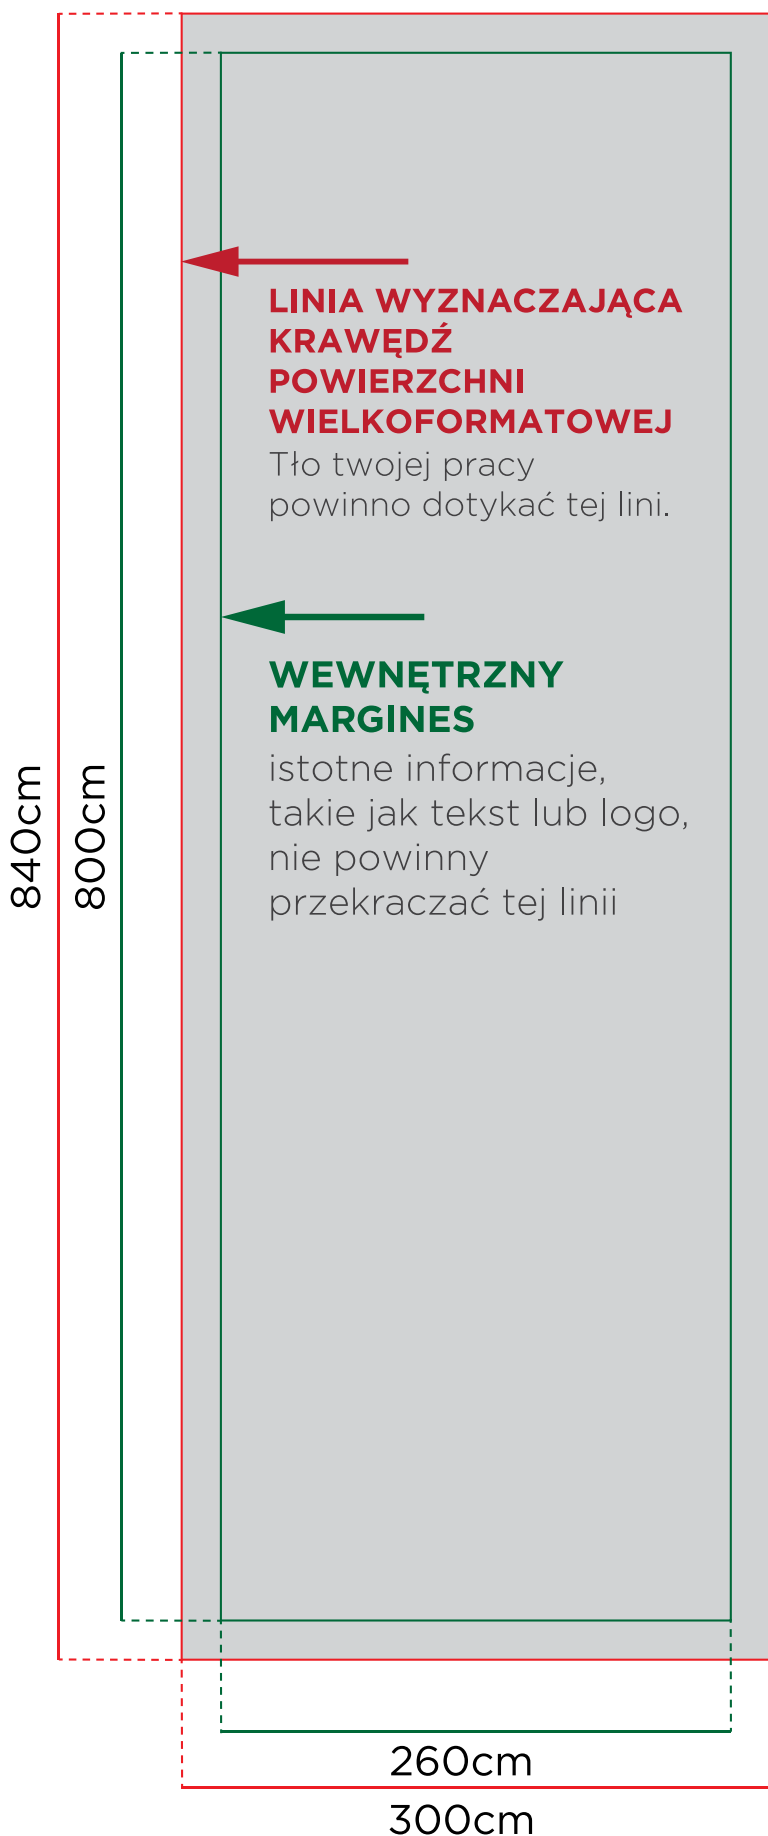 LINIA WYZNACZAJĄCA
KRAWĘDŹ
POWIERZCHNI
WIELKOFORMATOWEJ
Tło twojej pracy
powinno dotykać tej lini.
WEWNĘTRZNY
MARGINES
istotne informacje,
takie jak tekst lub logo,
nie powinny
przekraczać tej linii
840cm
800cm
260cm
300cm